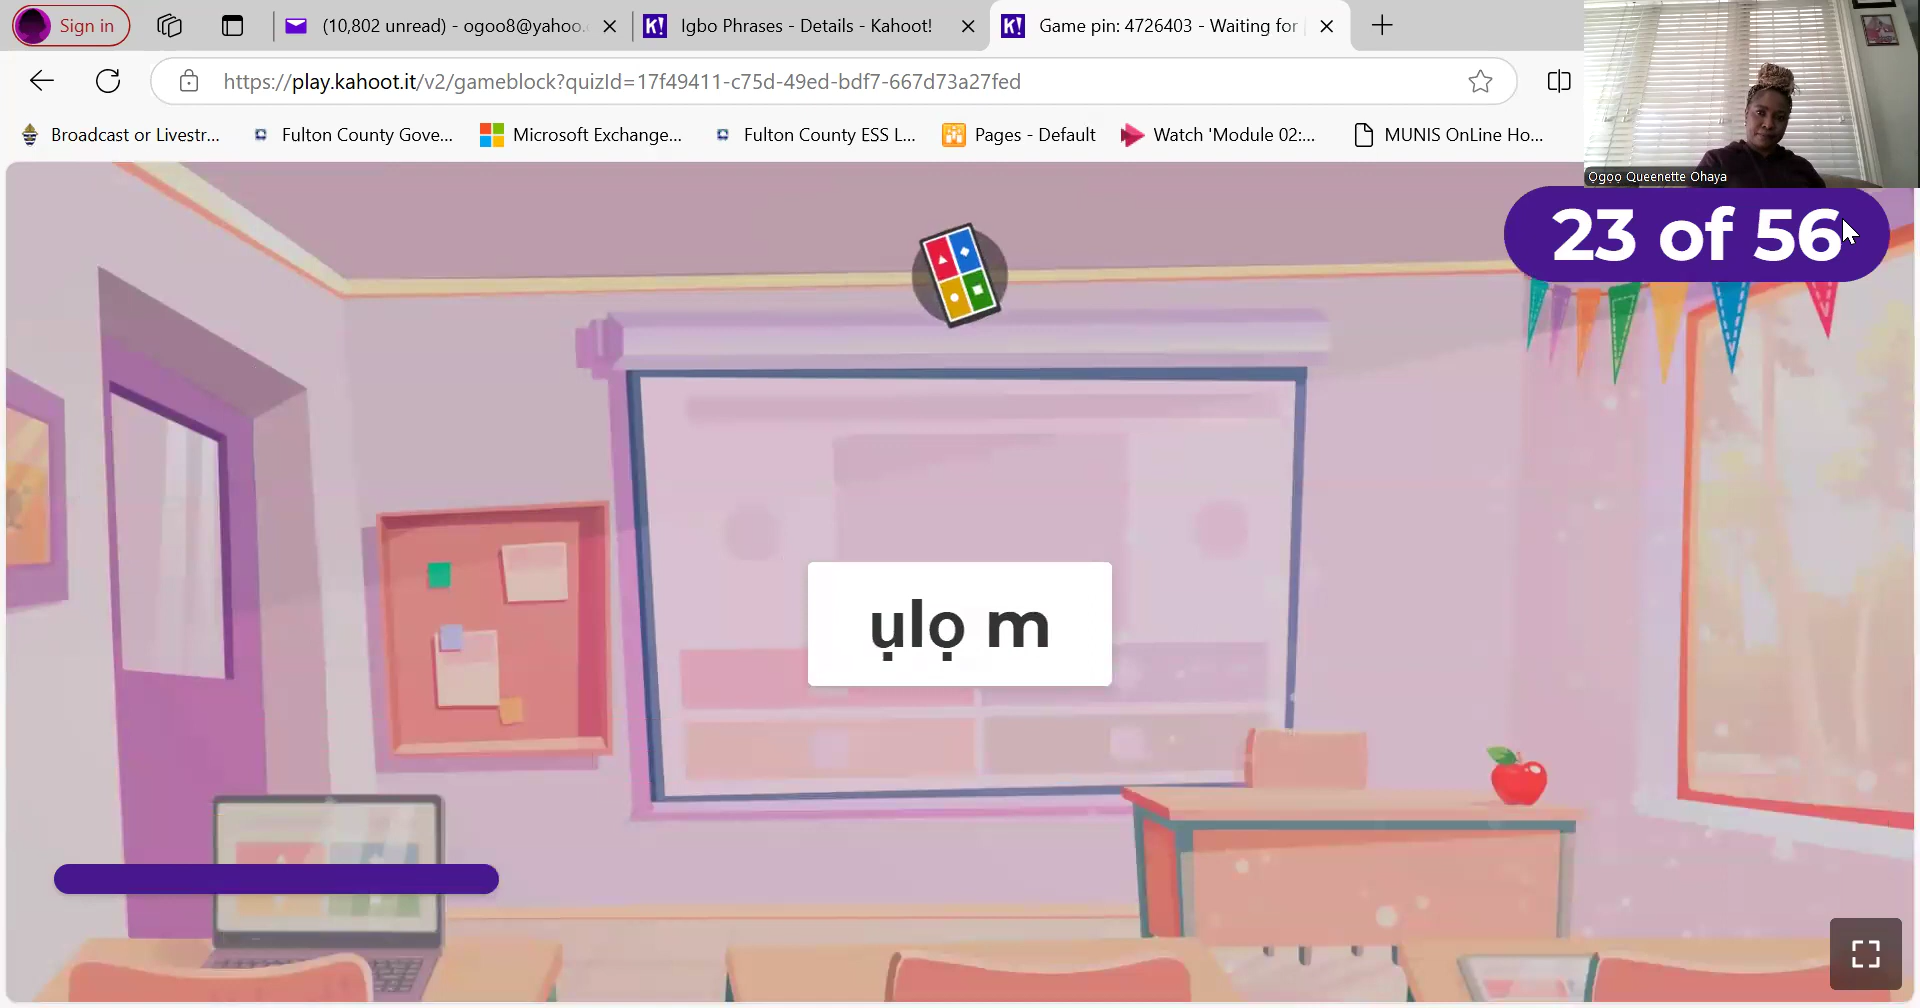 Sign in
(10,802 unread) - ogoo8@yahoo.
Igbo Phrases - Details - Kahoot!
Game pin: 4726403 - Waiting for
https://play.kahoot.it/v2/gameblock?quizId=17f49411-c75d-49ed-bdf7-667d73a27fed
Broadcast or Livestr...
Fulton County Gove...
Microsoft Exchange...
Fulton County ESS L...
Pages - Default
Watch 'Module 02:...
MUNIS OnLine Ho...
Ọgọọ Queenette Ohaya
23 of 56
ụlọ m